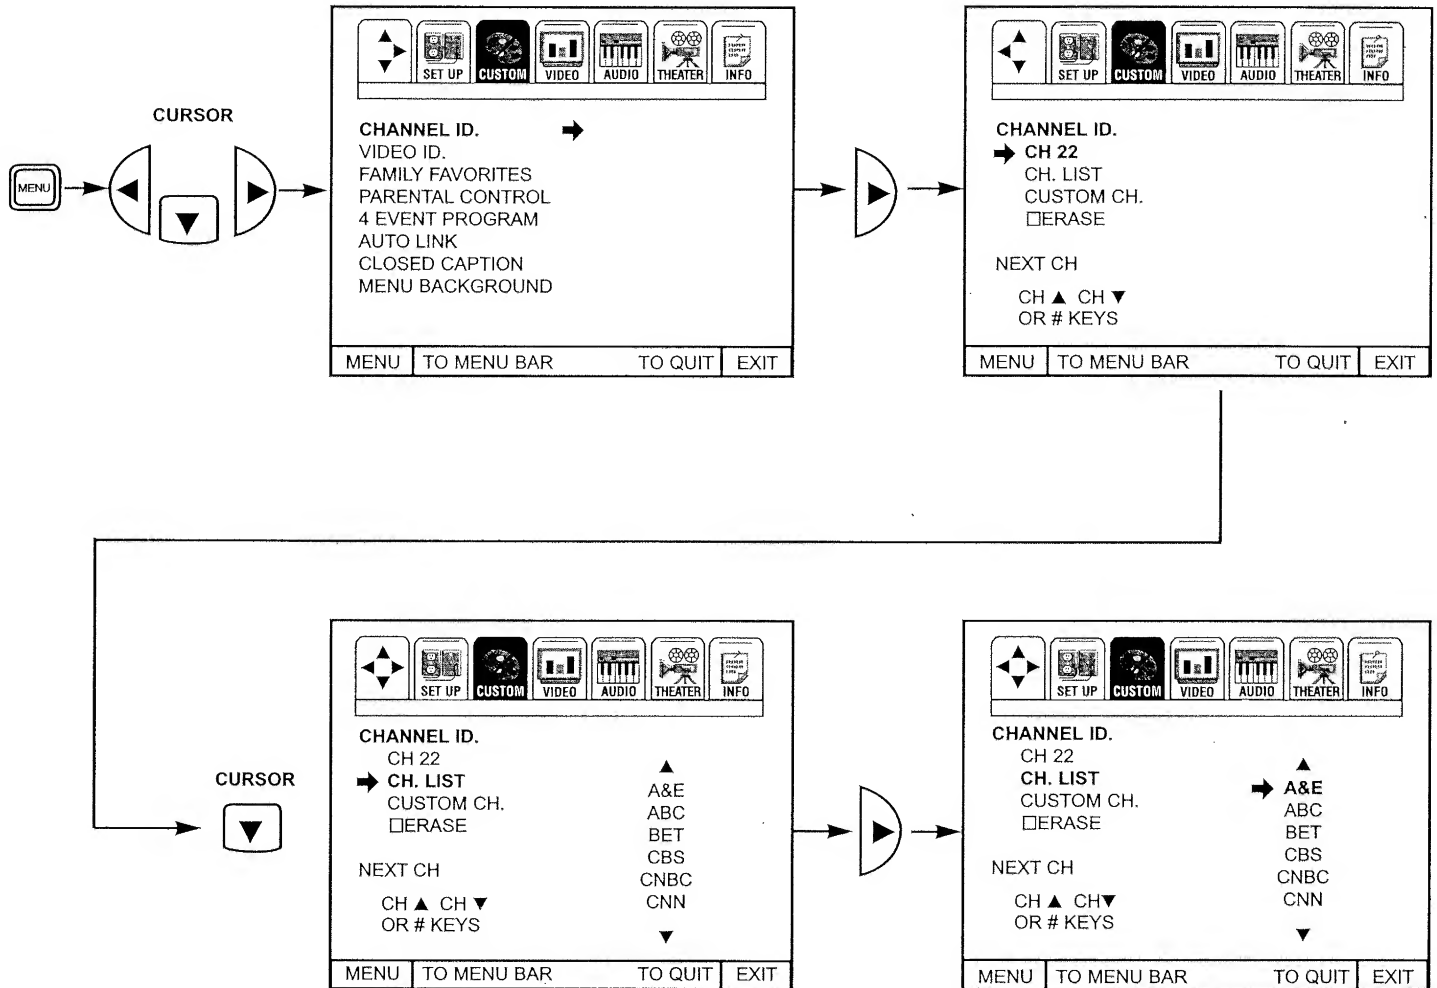 MENU
CURSOR
SET UP CUSTOM VIDEO AUDIO THEATER INFO
CHANNEL ID.
VIDEO ID.
FAMILY FAVORITES
PARENTAL CONTROL
4 EVENT PROGRAM
AUTO LINK
CLOSED CAPTION
MENU BACKGROUND
MENU TO MENU BAR TO QUIT EXIT
SET UP CUSTOM VIDEO AUDIO THEATER INFO
CHANNEL ID.
CH 22
CH. LIST
CUSTOM CH.
□ERASE
NEXT CH
CH ▲ CH ▼
OR # KEYS
MENU TO MENU BAR TO QUIT EXIT
CURSOR
SET UP CUSTOM VIDEO AUDIO THEATER INFO
CHANNEL ID.
CH 22
CH. LIST
CUSTOM CH.
□ERASE
NEXT CH
CH ▲ CH ▼
OR # KEYS
A&E
ABC
BET
CBS
CNBC
CNN
MENU TO MENU BAR TO QUIT EXIT
SET UP CUSTOM VIDEO AUDIO THEATER INFO
CHANNEL ID.
CH 22
CH. LIST
CUSTOM CH.
□ERASE
NEXT CH
CH ▲ CH▼
OR # KEYS
A&E
ABC
BET
CBS
CNBC
CNN
MENU TO MENU BAR TO QUIT EXIT